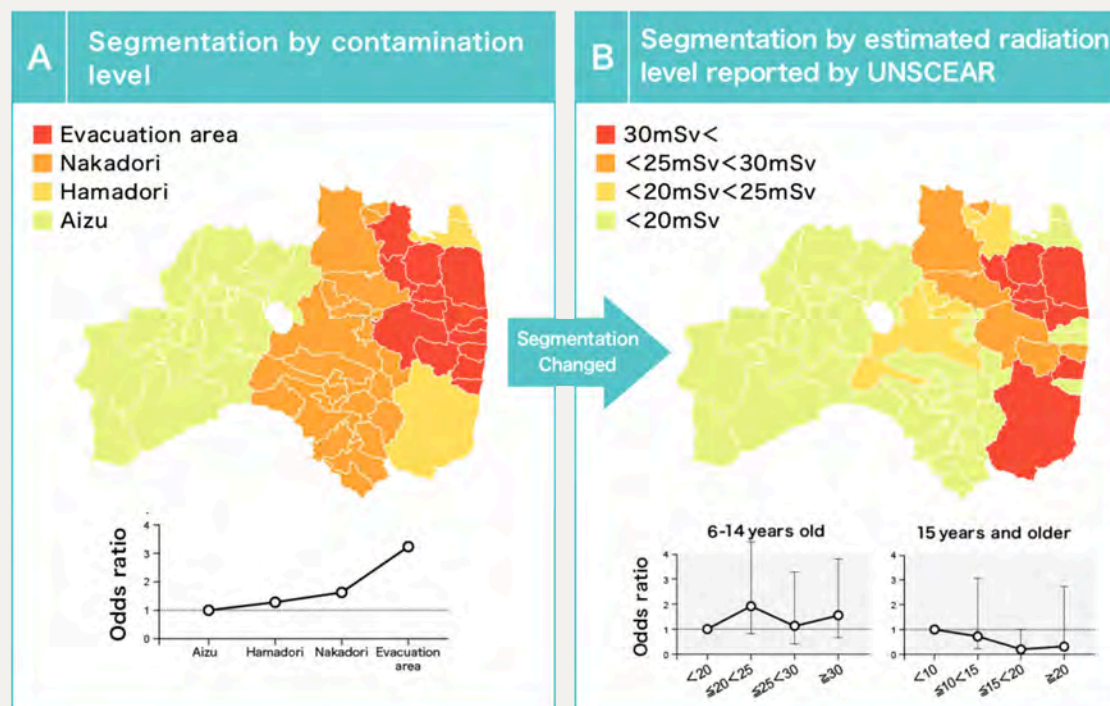 A
Segmentation by contamination
level
Evacuation area
Nakadori
Hamadori
Aizu
Odds ratio
4
3
2
1
0
Aizu
Hamadori
Nakadori
Evacuation
area
Segmentation
Changed
B
Segmentation by estimated radiation
level reported by UNSCEAR
30mSv<
<25mSv<30mSv
<20mSv<25mSv
<20mSv
6-14 years old
Odds ratio
4
3
2
1
0
<20
≦20<25
≦25<30
≧30
15 years and older
4
3
2
1
0
<10
≦10<15
≦15<20
≧20